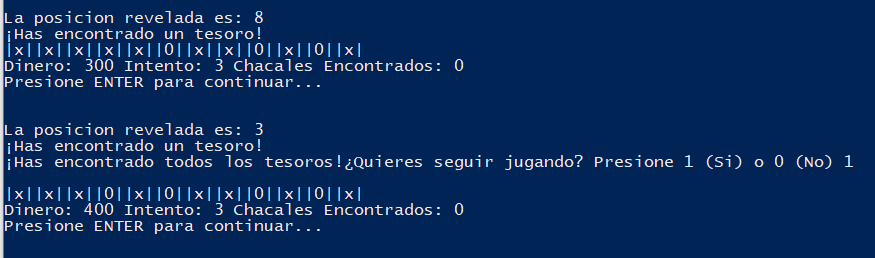 La posicion revelada es: 8
¡Has encontrado un tesoro!
|x||x||x||x||x||0||x||x||0||x||0||x|
Dinero: 300 Intento: 3 Chacales Encontrados: 0
Presione ENTER para continuar...
La posicion revelada es: 3
¡Has encontrado un tesoro!
¡Has encontrado todos los tesoros!¿Quieres seguir jugando? Presione 1 (Si) o 0 (No) 1
|x||x||x||0||x||0||x||x||0||x||0||x|
Dinero: 400 Intento: 3 Chacales Encontrados: 0
Presione ENTER para continuar...